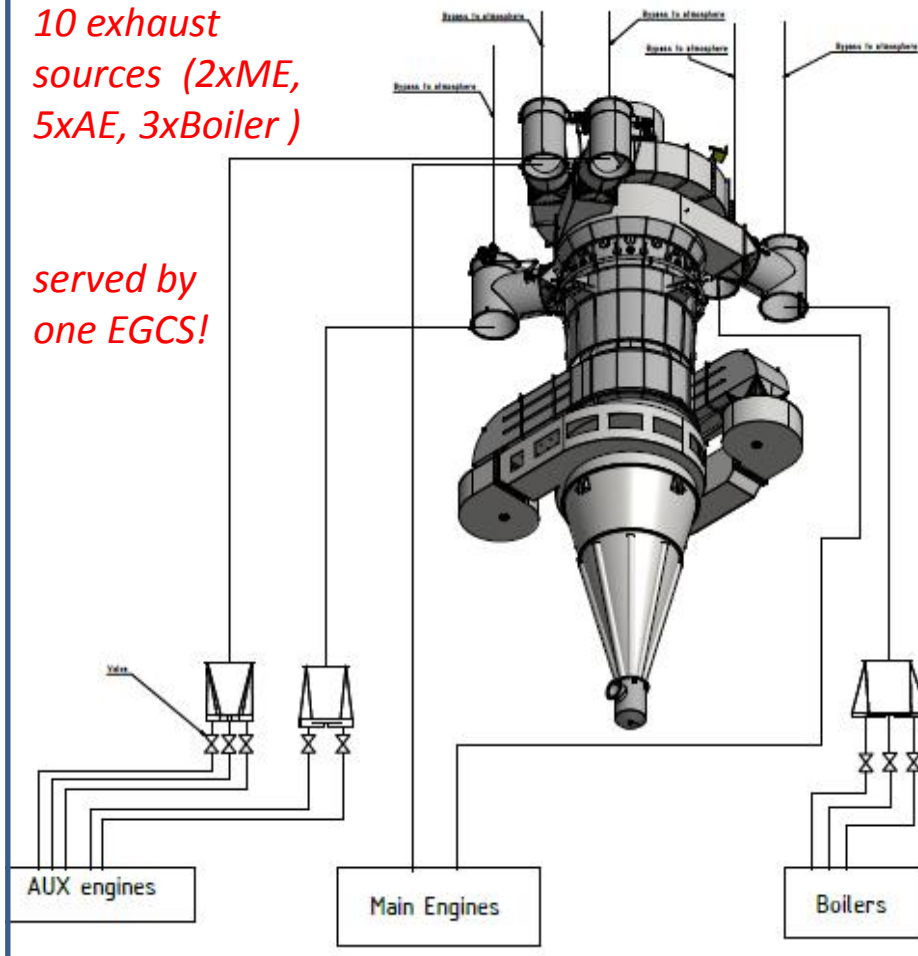 10 exhaust
sources (2xME,
5xAE, 3xBoiler )
served by
one EGCS!
Bypass to atmosphere
Bypass to atmosphere
Bypass to atmosphere
Bypass to atmosphere
Bypass to atmosphere
Valve
AUX engines
Main Engines
Boilers